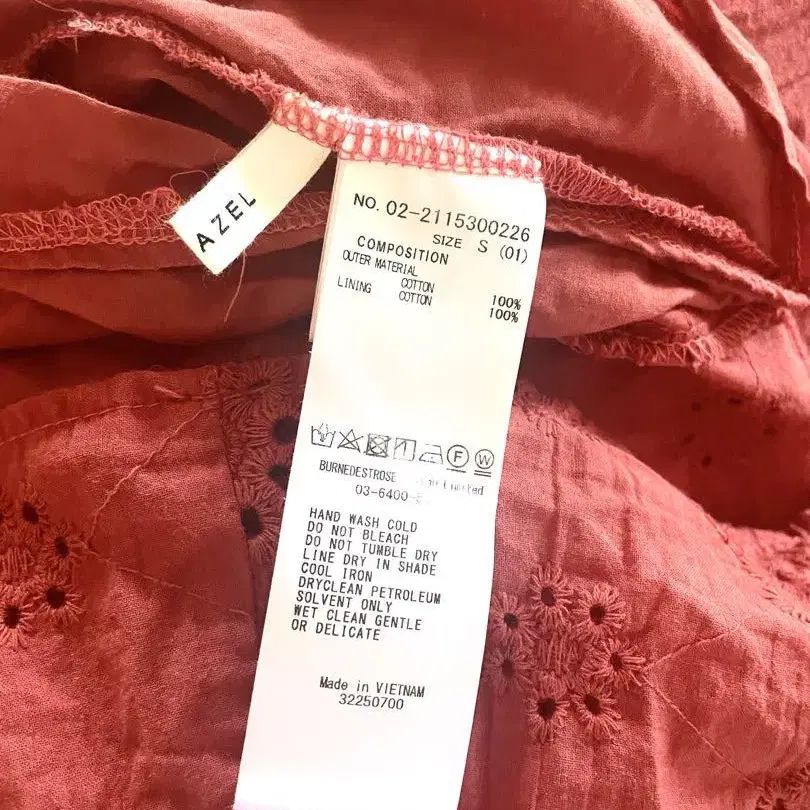 AZEL
NO. 02-2115300226
SIZE S (01)
COMPOSITION
OUTER MATERIAL
COTTON 100%
LINING COTTON 100%
F W
BURNEDESTROSE Limited
03-6400-5
HAND WASH COLD
DO NOT BLEACH
DO NOT TUMBLE DRY
LINE DRY IN SHADE
COOL IRON
DRYCLEAN PETROLEUM
SOLVENT ONLY
WET CLEAN GENTLE
OR DELICATE
Made in VIETNAM
32250700